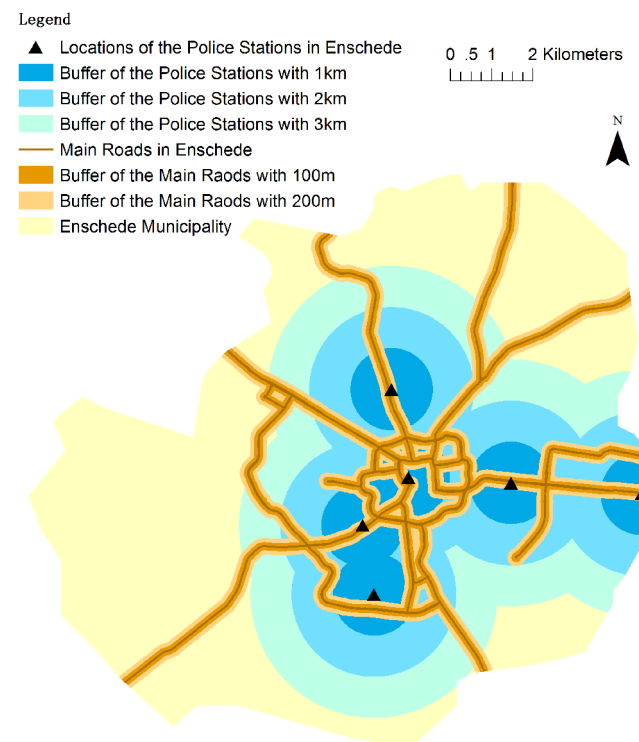 Legend
Locations of the Police Stations in Enschede
Buffer of the Police Stations with 1km
Buffer of the Police Stations with 2km
Buffer of the Police Stations with 3km
Main Roads in Enschede
Buffer of the Main Raods with 100m
Buffer of the Main Raods with 200m
Enschede Municipality
0 .5 1 2 Kilometers
N